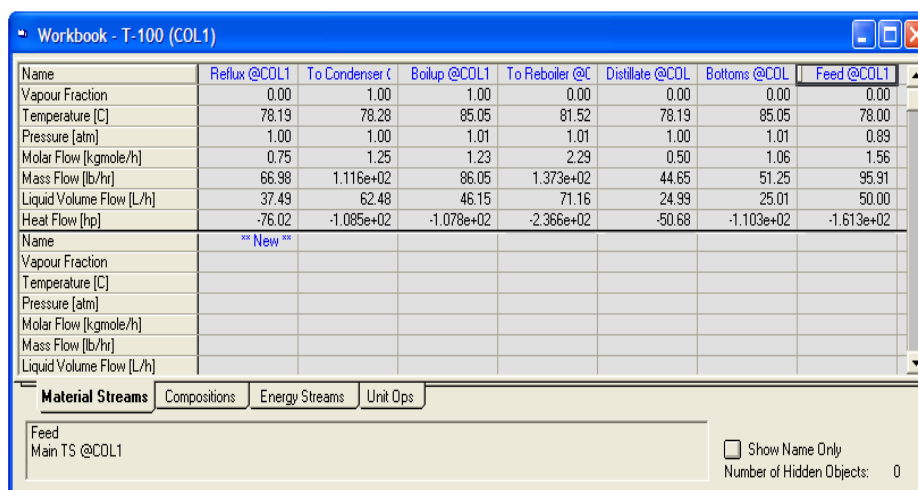 Workbook - T-100 (COL1)
Name Reflux @COL1 To Condenser ( Boilup @COL1 To Reboiler @C Distillate @COL Bottoms @COL Feed @COL1
Vapour Fraction 0.00 1.00 1.00 0.00 0.00 0.00 0.00
Temperature [C] 78.19 78.28 85.05 81.52 78.19 85.05 78.00
Pressure [atm] 1.00 1.00 1.01 1.01 1.00 1.01 0.89
Molar Flow [kgmole/h] 0.75 1.25 1.23 2.29 0.50 1.06 1.56
Mass Flow [lb/hr] 66.98 1.116e+02 86.05 1.373e+02 44.65 51.25 95.91
Liquid Volume Flow [L/h] 37.49 62.48 46.15 71.16 24.99 25.01 50.00
Heat Flow [hp] -76.02 -1.085e+02 -1.078e+02 -2.366e+02 -50.68 -1.103e+02 -1.613e+02
Name ** New **
Vapour Fraction
Temperature [C]
Pressure [atm]
Molar Flow [kgmole/h]
Mass Flow [lb/hr]
Liquid Volume Flow [L/h]
Material Streams Compositions Energy Streams Unit Ops
Feed
Main TS @COL1
Show Name Only
Number of Hidden Objects: 0